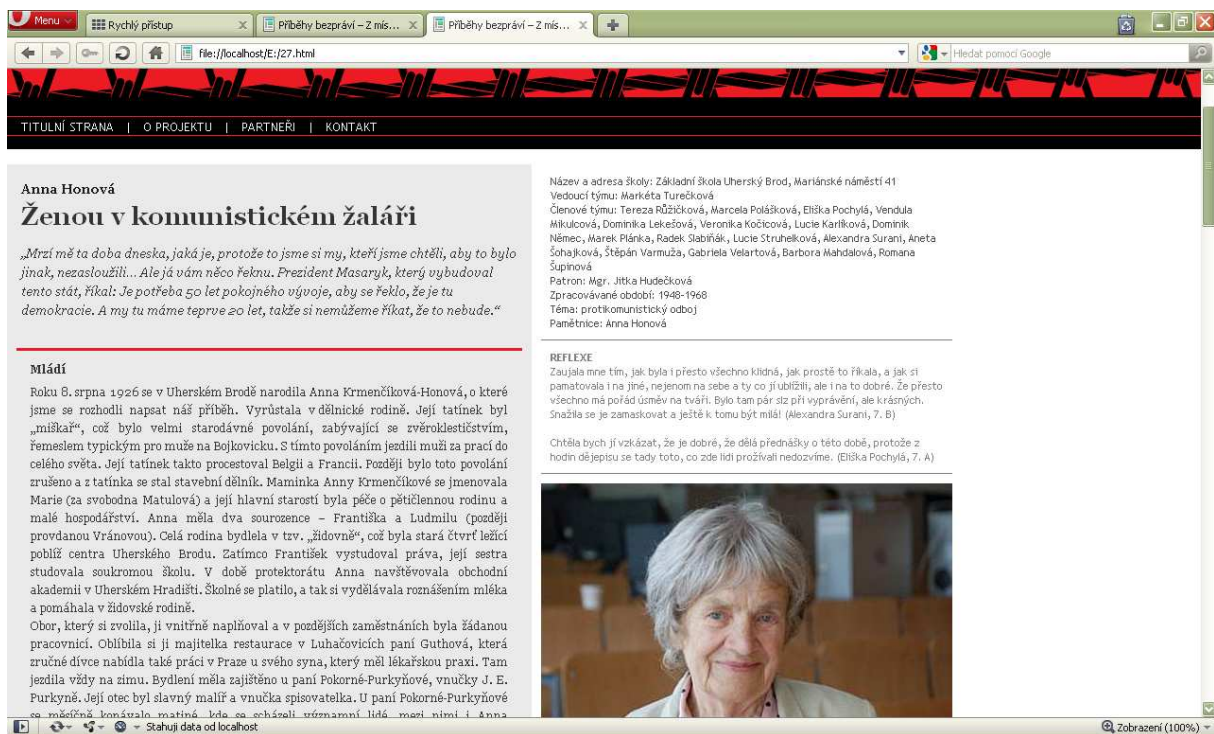 Menu
Rychlý přístup
Příběhy bezpráví – Z mís...
Příběhy bezpráví – Z mís...
file://localhost/E:/27.html
Hledat pomocí Google
TITULNÍ STRANA | O PROJEKTU | PARTNEŘI | KONTAKT
Anna Honová
Ženou v komunistickém žaláři
„Mrzí mě ta doba dneska, jaká je, protože to jsme si my, kteří jsme chtěli, aby to bylo
jinak, nezasloužili... Ale já vám něco řeknu. Prezident Masaryk, který vybudoval
tento stát, říkal: Je potřeba 50 let pokojného vývoje, aby se řeklo, že je tu
demokracie. A my tu máme teprve 20 let, takže si nemůžeme říkat, že to nebude.“
Mládí
Roku 8. srpna 1926 se v Uherském Brodě narodila Anna Krmenčíková-Honová, o které
jsme se rozhodli napsat náš příběh. Vyrůstala v dělnické rodině. Její tatínek byl
„miškař“, což bylo velmi starodávné povolání, zabývající se zvěroklestičstvím,
řemeslem typickým pro muže na Bojkovicku. S tímto povoláním jezdili muži za prací do
celého světa. Její tatínek takto procestoval Belgii a Francii. Později bylo toto povolání
zrušeno a z tatínka se stal stavební dělník. Maminka Anny Krmenčíkové se jmenovala
Marie (za svobodna Matulová) a její hlavní starostí byla péče o pětičlennou rodinu a
malé hospodářství. Anna měla dva sourozence – Františka a Ludmilu (později
provdanou Vránovou). Celá rodina bydlela v tzv. „židovně“, což byla stará čtvrť ležící
poblíž centra Uherského Brodu. Zatímco František vystudoval práva, její sestra
studovala soukromou školu. V době protektorátu Anna navštěvovala obchodní
akademii v Uherském Hradišti. Školné se platilo, a tak si vydělávala roznášením mléka
a pomáhala v židovské rodině.
Obor, který si zvolila, ji vnitřně naplňoval a v pozdějších zaměstnáních byla žádanou
pracovnicí. Oblíbila si ji majitelka restaurace v Luhačovicích paní Guthová, která
zručné dívce nabídla také práci v Praze u svého syna, který měl lékařskou praxi. Tam
jezdila vždy na zimu. Bydlení měla zajištěno u paní Pokorné-Purkyňové, vnučky J. E.
Purkyně. Její otec byl slavný malíř a vnučka spisovatelka. U paní Pokorné-Purkyňové
se měsíčně konávalo matiné, kde se scházeli významní lidé, mezi nimi i Anna
Název a adresa školy: Základní škola Uherský Brod, Mariánské náměstí 41
Vedoucí týmu: Markéta Turečková
Členové týmu: Tereza Růžičková, Marcela Polášková, Eliška Pochylá, Vendula
Mikulcová, Dominika Lekešová, Veronika Kočicová, Lucie Karlíková, Dominik
Němec, Marek Plánka, Radek Slabiňák, Lucie Struhelková, Alexandra Surani, Aneta
Šohajková, Štěpán Varmuža, Gabriela Velartová, Barbora Mahdalová, Romana
Šupinová
Patron: Mgr. Jitka Hudečková
Zpracovávané období: 1948-1968
Téma: protikomunistický odboj
Pamětnice: Anna Honová
REFLEXE
Zaujala mne tím, jak byla i přesto všechno klidná, jak prostě to říkala, a jak si
pamatovala i na jiné, nejenom na sebe a ty co jí ublížili, ale i na to dobré. Že přesto
všechno má pořád úsměv na tváři. Bylo tam pár slz při vyprávění, ale krásných.
Snažila se je zamaskovat a ještě k tomu být milá! (Alexandra Surani, 7. B)
Chtěla bych jí vzkázat, že je dobré, že dělá přednášky o této době, protože z
hodin dějepisu se tady toto, co zde lidi prožívali nedozvíme. (Eliška Pochylá, 7. A)
Stahuji data od localhost
Zobrazení (100%)